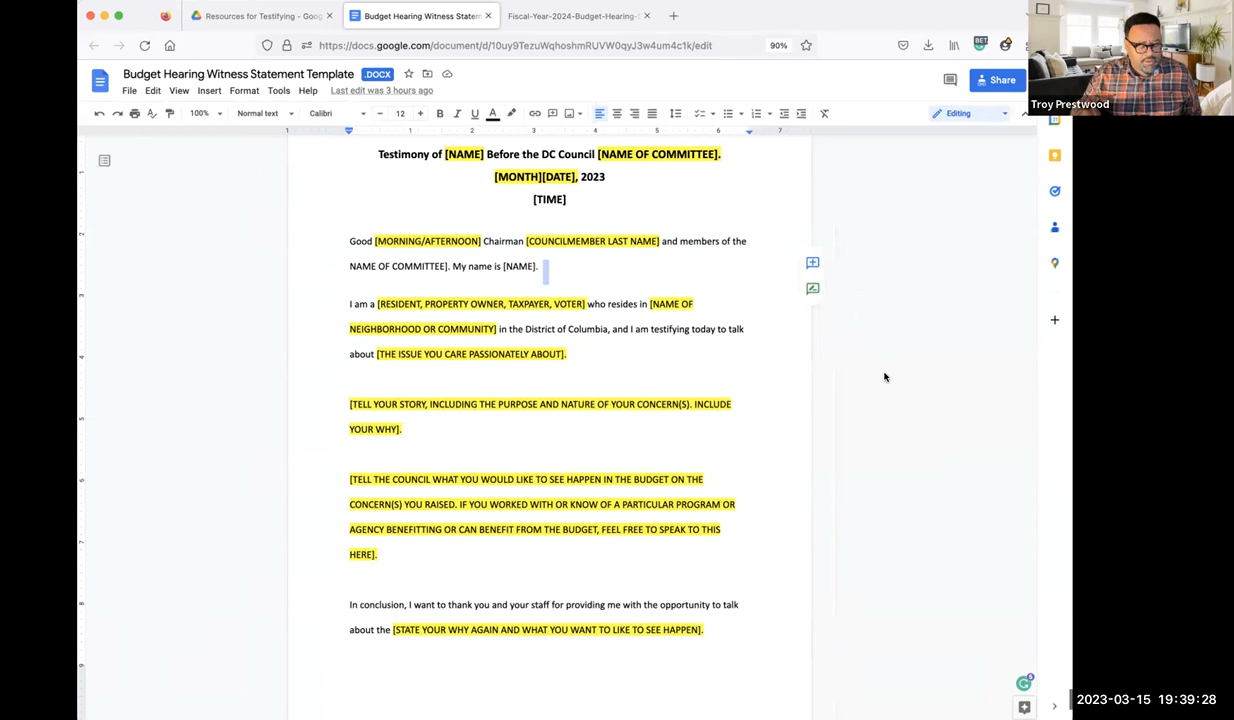 Resources for Testifying - Goo
Budget Hearing Witness Statem
Fiscal-Year-2024-Budget-Hearing-
https://docs.google.com/document/d/10uy9TezuWqhoshmRUVW0qyJ3w4um4c1k/edit
90%
BET
Budget Hearing Witness Statement Template .DOCX
Share
Troy Prestwood
File Edit View Insert Format Tools Help Last edit was 3 hours ago
100% Normal text Calibri - 12 + B I U A Editing
1 1 2 3 4 5 6 7
Testimony of [NAME] Before the DC Council [NAME OF COMMITTEE].
[MONTH][DATE], 2023
[TIME]
Good [MORNING/AFTERNOON] Chairman [COUNCILMEMBER LAST NAME] and members of the
NAME OF COMMITTEE]. My name is [NAME].
I am a [RESIDENT, PROPERTY OWNER, TAXPAYER, VOTER] who resides in [NAME OF
NEIGHBORHOOD OR COMMUNITY] in the District of Columbia, and I am testifying today to talk
about [THE ISSUE YOU CARE PASSIONATELY ABOUT].
[TELL YOUR STORY, INCLUDING THE PURPOSE AND NATURE OF YOUR CONCERN(S). INCLUDE
YOUR WHY].
[TELL THE COUNCIL WHAT YOU WOULD LIKE TO SEE HAPPEN IN THE BUDGET ON THE
CONCERN(S) YOU RAISED. IF YOU WORKED WITH OR KNOW OF A PARTICULAR PROGRAM OR
AGENCY BENEFITTING OR CAN BENEFIT FROM THE BUDGET, FEEL FREE TO SPEAK TO THIS
HERE].
In conclusion, I want to thank you and your staff for providing me with the opportunity to talk
about the [STATE YOUR WHY AGAIN AND WHAT YOU WANT TO LIKE TO SEE HAPPEN].
2023-03-15 19:39:28